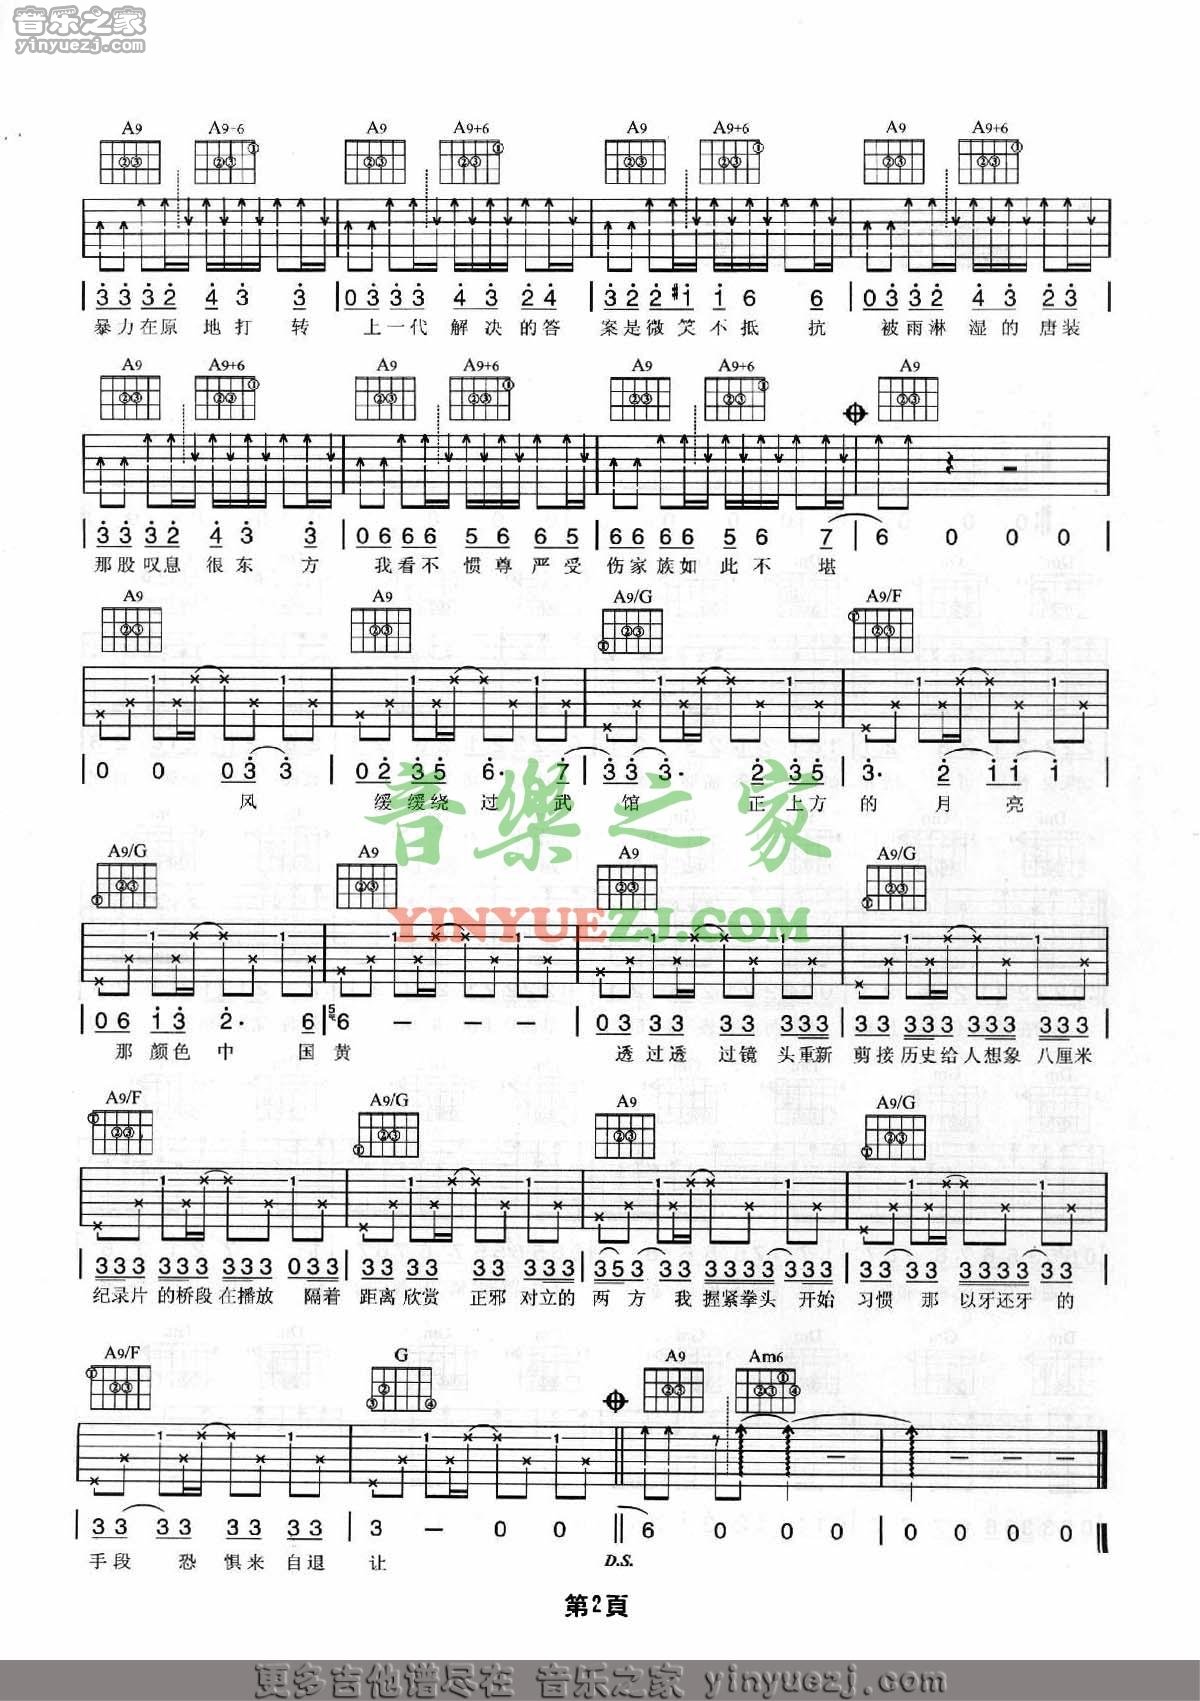 音乐之家
yinyuezj.com
A9 A9-6 A9 A9+6 A9 A9+6 A9 A9+6
3 3 3 2 4 3 3 | 0 3 3 3 4 3 2 4 | 3 2 2 #1 1 6 6 | 0 3 3 2 4 3 2 3
暴力在原 地打 转 上一代 解决的答 案是微笑不抵 抗 被雨淋 湿的 唐装
A9 A9+6 A9 A9+6 A9 A9+6 A9
3 3 3 2 4 3 3 | 0 6 6 6 5 6 6 5 | 6 6 6 6 5 6 7 | 6 0 0 0
那股叹息 很东 方 我看不 惯尊 严受 伤家族如 此不 堪
A9 A9 A9/G A9/F
0 0 0 3 3 | 0 2 3 5 6· 7 | 3 3 3· 2 3 5 | 3· 2 1 1 1
风 缓缓绕 过 武 馆 正 上方 的 月 亮
音樂之家
YINYUEZJ.COM
A9/G A9 A9 A9/G
0 6 1 3 2· 6 | 6 — — — | 0 3 3 3 3 3 3 3 | 3 3 3 3 3 3 3 3 3 3 3
那 颜色 中 国 黄 透 过透 过镜 头重新 剪接历史给 人想象 八厘米
A9/F A9/G A9 A9/G
3 3 3 3 3 3 3 3 3 0 3 3 | 3 3 3 3 3 3 3 3 3 | 3 5 3 3 3 3 3 3 3 3 | 3 3 3 3 3 3 3 3 3
纪录片 的桥段 在播放 隔着 距离 欣赏 正邪 对立的 两 方 我 握紧拳头 开始 习惯 那 以牙还牙 的
A9/F G A9 Am6
3 3 3 3 3 3 3 3 | 3 — 0 0 || 6 0 0 0 | 0 0 0 0
手段 恐 惧来 自退 让
D.S.
第2頁
更多吉他谱尽在 音乐之家 yinyuezj.com